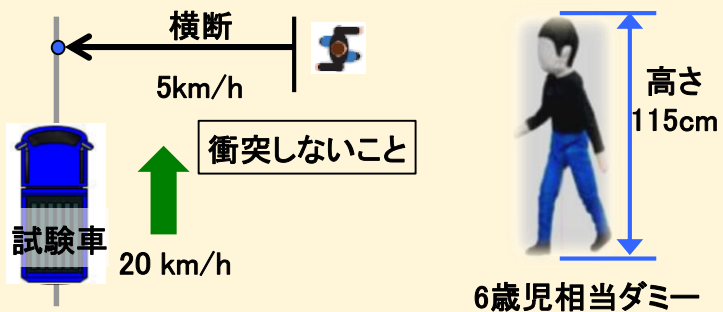 横断
5km/h
衝突しないこと
試験車
20 km/h
高さ
115cm
6歳児相当ダミー